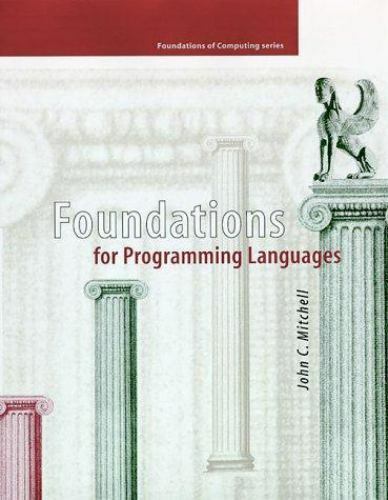 Foundations of Computing series
Foundations
for Programming Languages
John C. Mitchell